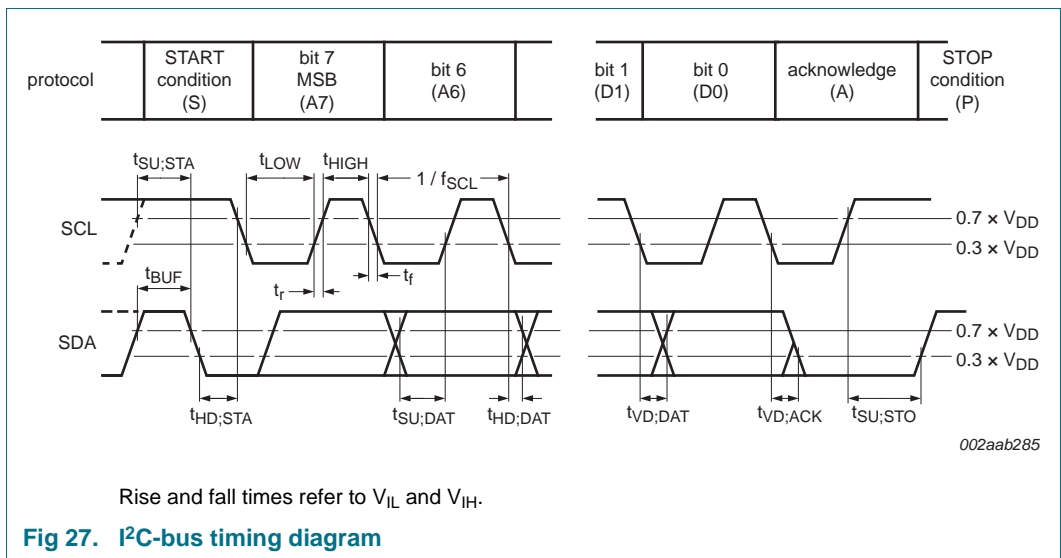 protocol
START
condition
(S)
bit 7
MSB
(A7)
bit 6
(A6)
bit 1
(D1)
bit 0
(D0)
acknowledge
(A)
STOP
condition
(P)
tSU;STA
tLOW
tHIGH
1 / fSCL
SCL
0.7 × VDD
0.3 × VDD
tBUF
tr
tf
SDA
0.7 × VDD
0.3 × VDD
tHD;STA
tSU;DAT
tHD;DAT
tVD;DAT
tVD;ACK
tSU;STO
002aab285
Rise and fall times refer to VIL and VIH.
Fig 27. I²C-bus timing diagram